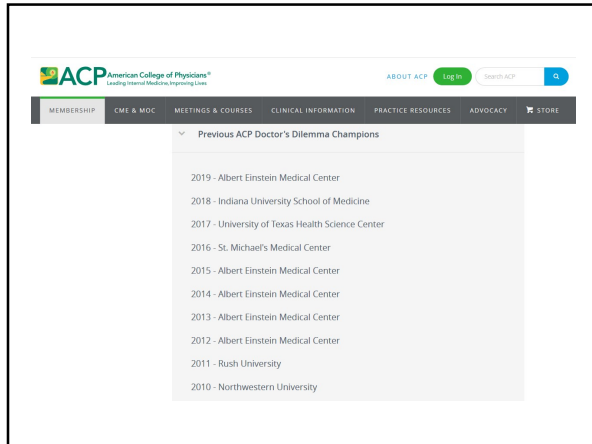 ACP American College of Physicians®
Leading Internal Medicine, Improving Lives
ABOUT ACP Log In Search ACP
MEMBERSHIP CME & MOC MEETINGS & COURSES CLINICAL INFORMATION PRACTICE RESOURCES ADVOCACY STORE
Previous ACP Doctor's Dilemma Champions
2019 - Albert Einstein Medical Center
2018 - Indiana University School of Medicine
2017 - University of Texas Health Science Center
2016 - St. Michael's Medical Center
2015 - Albert Einstein Medical Center
2014 - Albert Einstein Medical Center
2013 - Albert Einstein Medical Center
2012 - Albert Einstein Medical Center
2011 - Rush University
2010 - Northwestern University